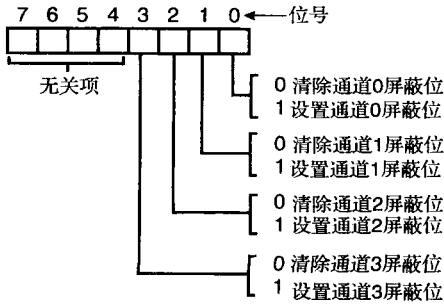 7 6 5 4 3 2 1 0 ←位号
无关项
0 清除通道0屏蔽位
1 设置通道0屏蔽位
0 清除通道1屏蔽位
1 设置通道1屏蔽位
0 清除通道2屏蔽位
1 设置通道2屏蔽位
0 清除通道3屏蔽位
1 设置通道3屏蔽位